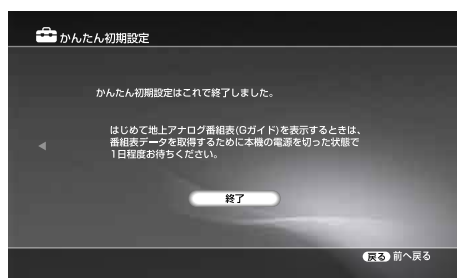 かんたん初期設定
かんたん初期設定はこれで終了しました。
はじめて地上アナログ番組表(Gガイド)を表示するときは、
番組表データを取得するために本機の電源を切った状態で
1日程度お待ちください。
終了
戻る 前へ戻る